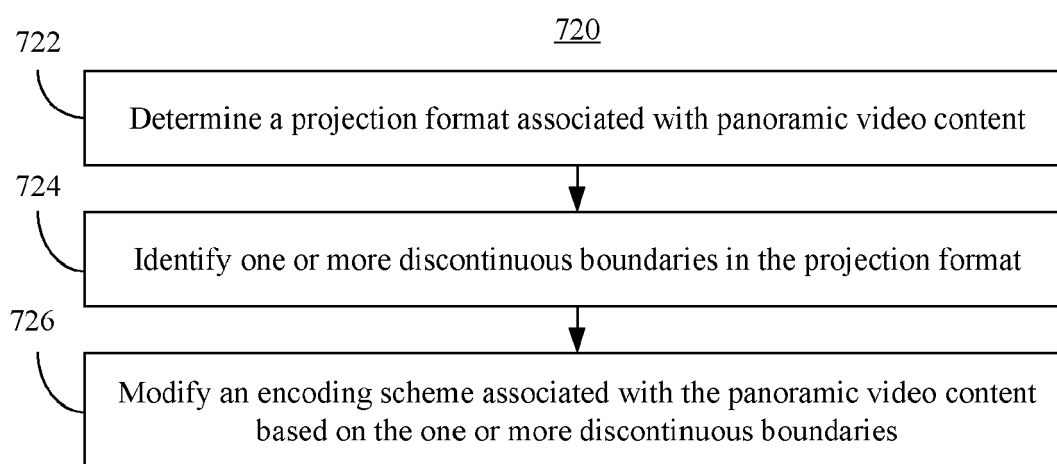 720
722
Determine a projection format associated with panoramic video content
724
Identify one or more discontinuous boundaries in the projection format
726
Modify an encoding scheme associated with the panoramic video content
based on the one or more discontinuous boundaries